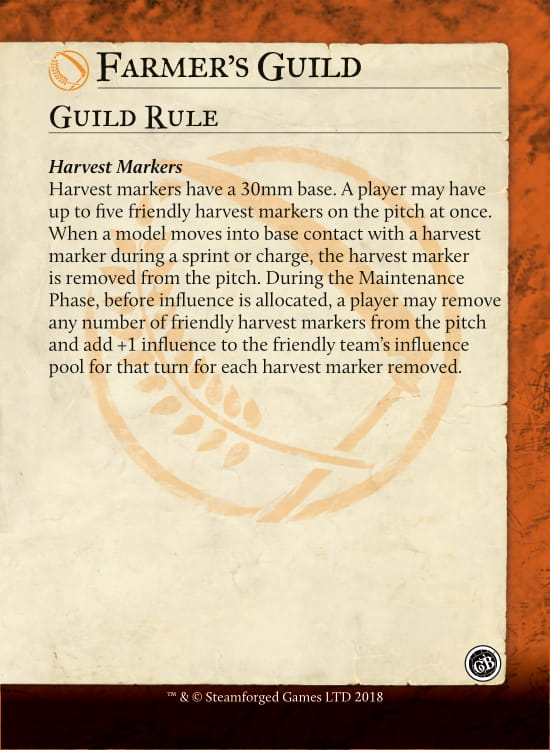 Farmer's Guild
Guild Rule
Harvest Markers
Harvest markers have a 30mm base. A player may have
up to five friendly harvest markers on the pitch at once.
When a model moves into base contact with a harvest
marker during a sprint or charge, the harvest marker
is removed from the pitch. During the Maintenance
Phase, before influence is allocated, a player may remove
any number of friendly harvest markers from the pitch
and add +1 influence to the friendly team's influence
pool for that turn for each harvest marker removed.
GB
™ & © Steamforged Games LTD 2018